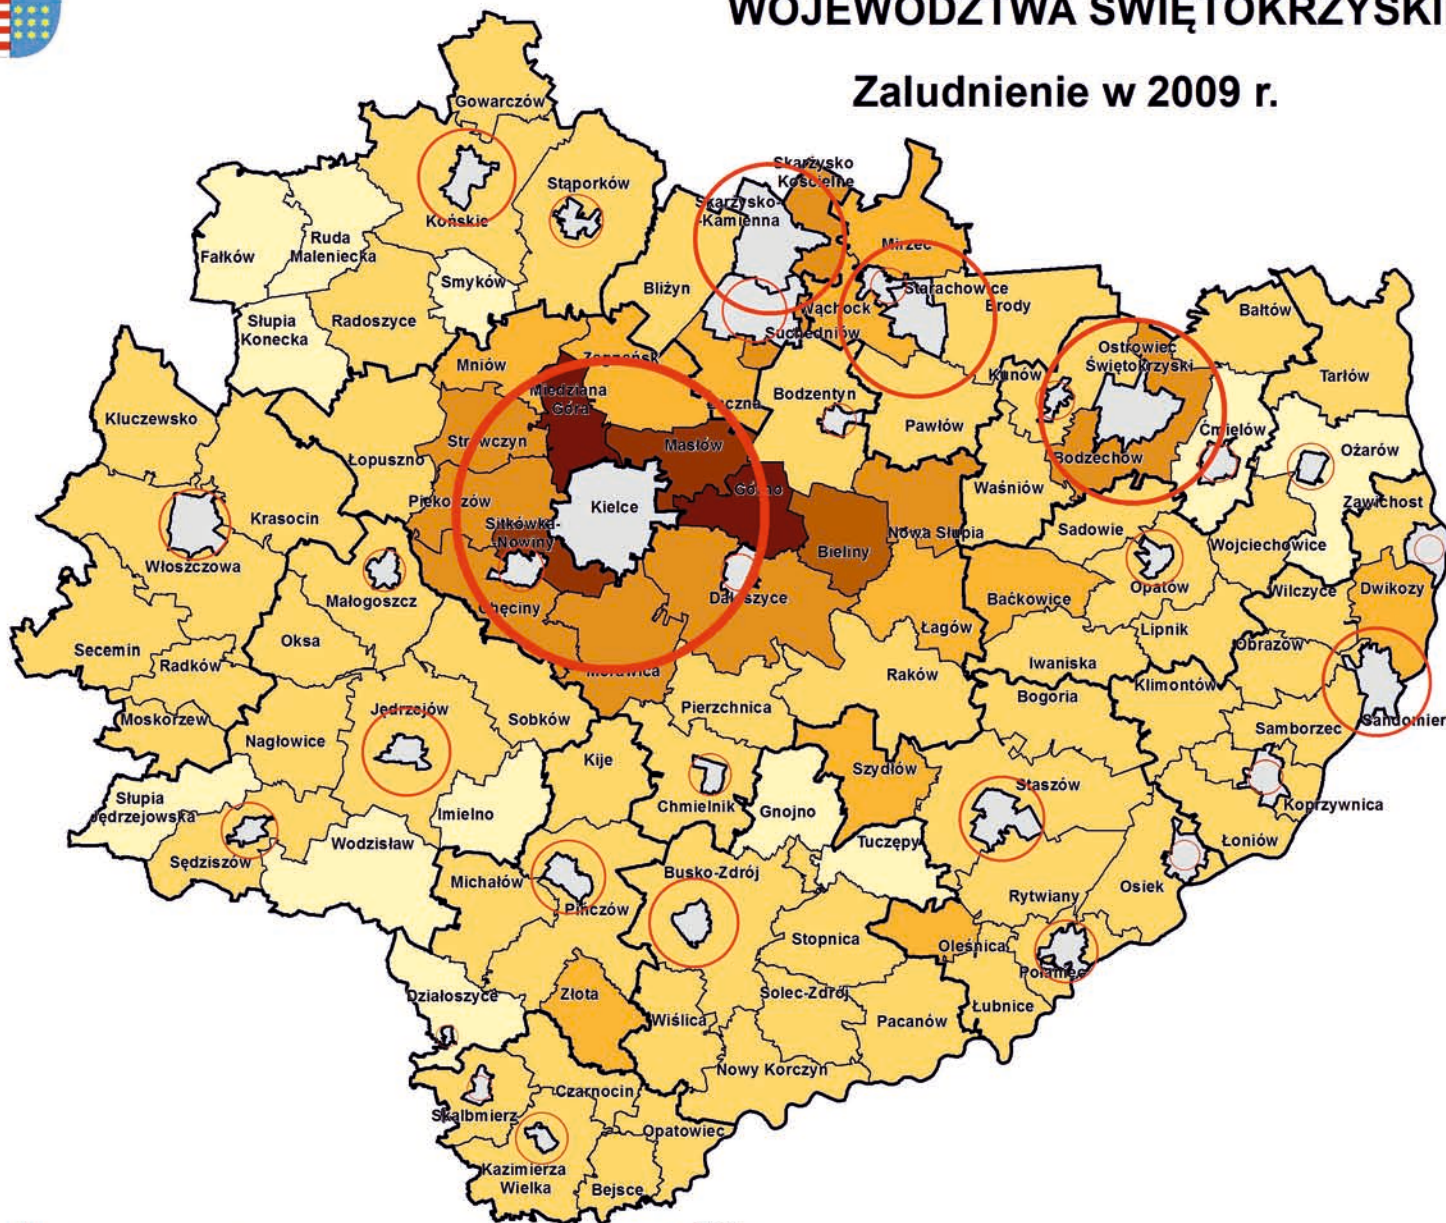 WOJEWÓDZTWA ŚWIĘTOKRZYSKI
Zaludnienie w 2009 r.
Gowarczów
Skarżysko
Kościelne
Stąporków
Skarżysko-
-Kamienna
Końskie
Ruda
Maleniecka
Fałków
Mirzec
Smyków
Bliżyn
Starachowice
Brody
Wąchock
Bałtów
Słupia
Konecka
Radoszyce
Suchedniów
Ostrowiec
Świętokrzyski
Mniów
Zagnańsk
Kunów
Tarłów
Miedziana
Góra
Łączna
Bodzentyn
Kluczewsko
Pawłów
Ćmielów
Strawczyn
Masłów
Ożarów
Łopuszno
Bodzechów
Górno
Waśniów
Piekoszów
Zawichost
Kielce
Krasocin
Sitkówka-
-Nowiny
Nowa Słupia
Sadowie
Bieliny
Wojciechowice
Włoszczowa
Opatów
Wilczyce
Dwikozy
Małogoszcz
Chęciny
Daleszyce
Baćkowice
Łagów
Lipnik
Oksa
Secemin
Radków
Obrazów
Iwaniska
Morawica
Raków
Klimontów
Bogoria
Pierzchnica
Jędrzejów
Sobków
Moskorzew
Sandomier
Samborzec
Nagłowice
Kije
Szydłów
Staszów
Słupia
Jędrzejowska
Imielno
Chmielnik
Gnojno
Koprzywnica
Wodzisław
Tuczępy
Łoniów
Sędziszów
Busko-Zdrój
Michałów
Osiek
Rytwiany
Pińczów
Stopnica
Oleśnica
Połaniec
Działoszyce
Złota
Solec-Zdrój
Łubnice
Wiślica
Pacanów
Nowy Korczyn
Czarnocin
Skalbmierz
Opatowiec
Kazimierza
Wielka
Bejsce